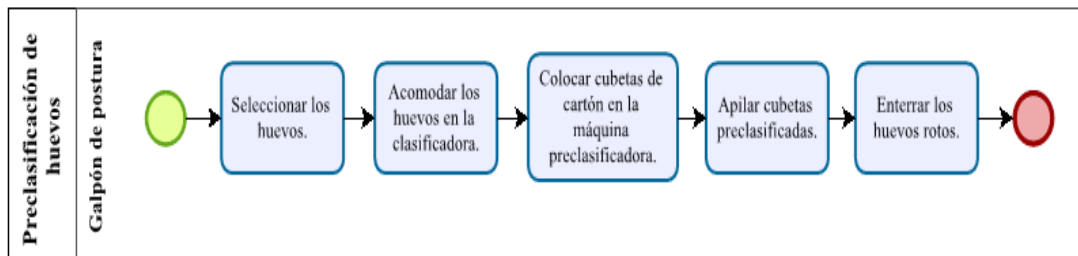 Preclasificación de
huevos
Galpón de postura
Seleccionar los
huevos.
Acomodar los
huevos en la
clasificadora.
Colocar cubetas de
cartón en la
máquina
preclasificadora.
Apilar cubetas
preclasificadas.
Enterrar los
huevos rotos.